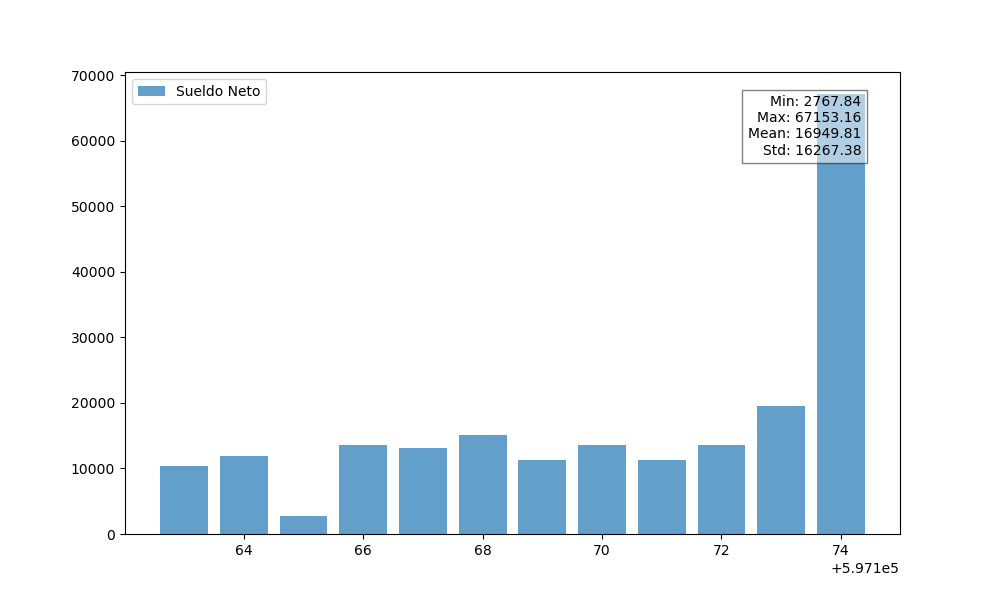 70000
60000
50000
40000
30000
20000
10000
0
Sueldo Neto
Min: 2767.84
Max: 67153.16
Mean: 16949.81
Std: 16267.38
64 66 68 70 72 74
+5.971e5